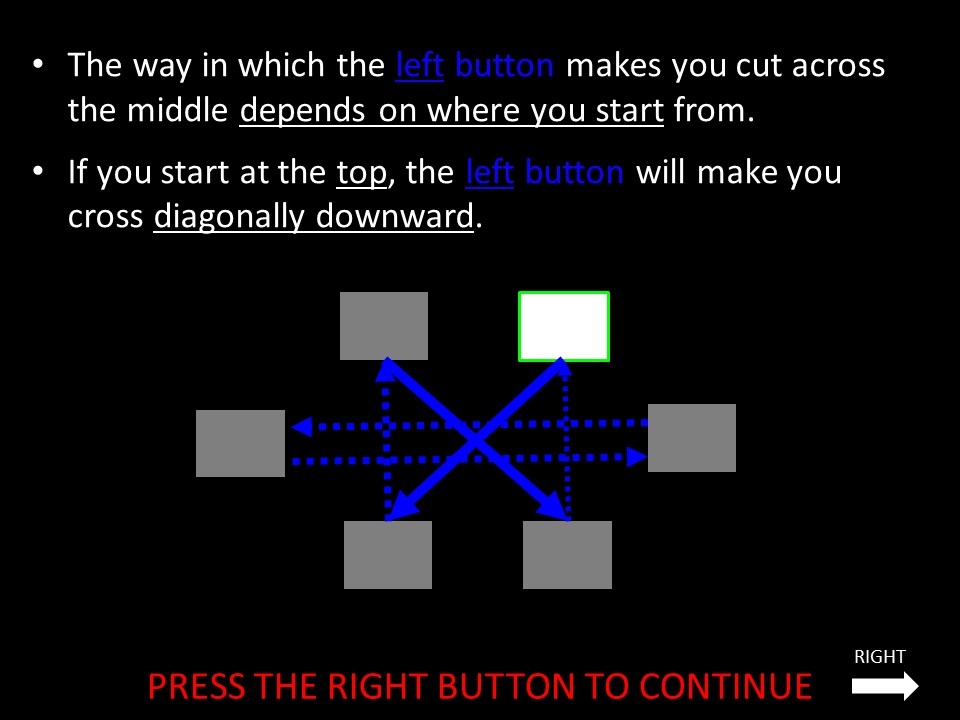 • The way in which the left button makes you cut across
the middle depends on where you start from.
• If you start at the top, the left button will make you
cross diagonally downward.
RIGHT
PRESS THE RIGHT BUTTON TO CONTINUE